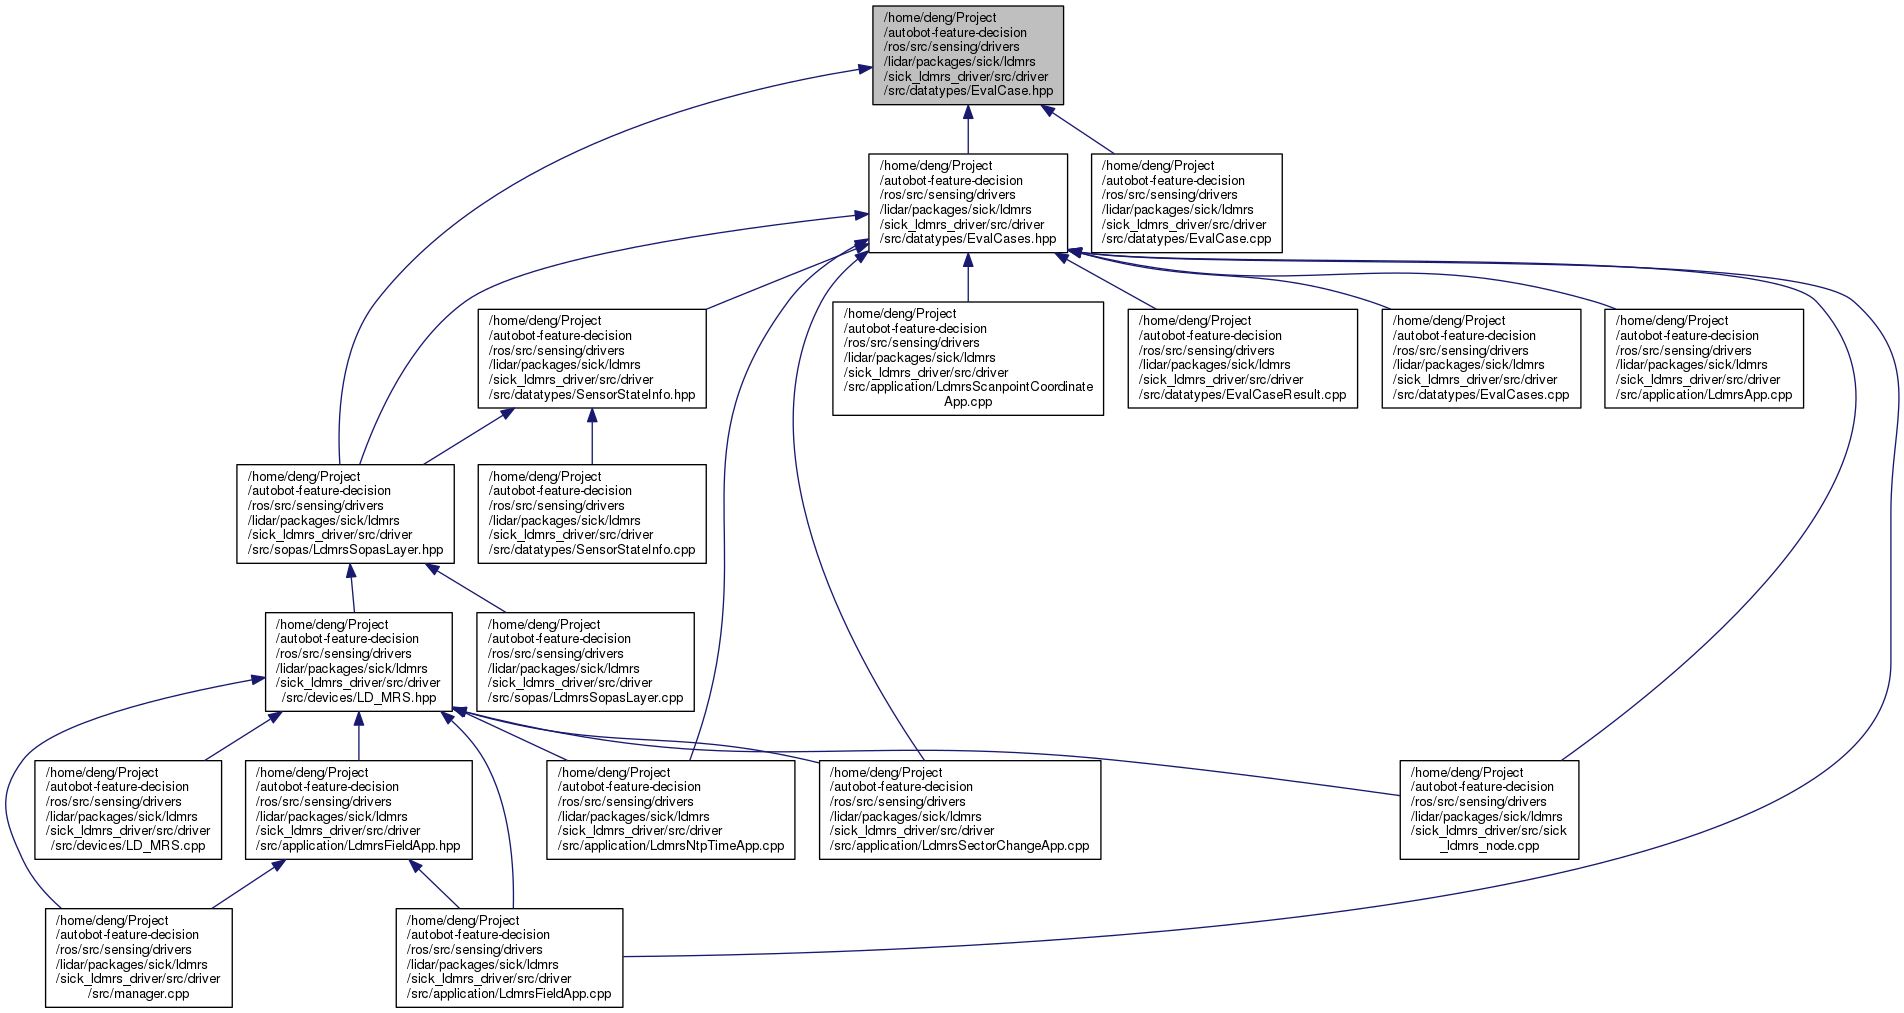 /home/deng/Project
/autobot-feature-decision
/ros/src/sensing/drivers
/lidar/packages/sick/ldmrs
/sick_ldmrs_driver/src/driver
/src/datatypes/EvalCase.hpp
/home/deng/Project
/autobot-feature-decision
/ros/src/sensing/drivers
/lidar/packages/sick/ldmrs
/sick_ldmrs_driver/src/driver
/src/datatypes/EvalCases.hpp
/home/deng/Project
/autobot-feature-decision
/ros/src/sensing/drivers
/lidar/packages/sick/ldmrs
/sick_ldmrs_driver/src/driver
/src/datatypes/EvalCase.cpp
/home/deng/Project
/autobot-feature-decision
/ros/src/sensing/drivers
/lidar/packages/sick/ldmrs
/sick_ldmrs_driver/src/driver
/src/datatypes/SensorStateInfo.hpp
/home/deng/Project
/autobot-feature-decision
/ros/src/sensing/drivers
/lidar/packages/sick/ldmrs
/sick_ldmrs_driver/src/driver
/src/application/LdmrsScanpointCoordinate
App.cpp
/home/deng/Project
/autobot-feature-decision
/ros/src/sensing/drivers
/lidar/packages/sick/ldmrs
/sick_ldmrs_driver/src/driver
/src/datatypes/EvalCaseResult.cpp
/home/deng/Project
/autobot-feature-decision
/ros/src/sensing/drivers
/lidar/packages/sick/ldmrs
/sick_ldmrs_driver/src/driver
/src/datatypes/EvalCases.cpp
/home/deng/Project
/autobot-feature-decision
/ros/src/sensing/drivers
/lidar/packages/sick/ldmrs
/sick_ldmrs_driver/src/driver
/src/application/LdmrsApp.cpp
/home/deng/Project
/autobot-feature-decision
/ros/src/sensing/drivers
/lidar/packages/sick/ldmrs
/sick_ldmrs_driver/src/driver
/src/sopas/LdmrsSopasLayer.hpp
/home/deng/Project
/autobot-feature-decision
/ros/src/sensing/drivers
/lidar/packages/sick/ldmrs
/sick_ldmrs_driver/src/driver
/src/datatypes/SensorStateInfo.cpp
/home/deng/Project
/autobot-feature-decision
/ros/src/sensing/drivers
/lidar/packages/sick/ldmrs
/sick_ldmrs_driver/src/driver
/src/devices/LD_MRS.hpp
/home/deng/Project
/autobot-feature-decision
/ros/src/sensing/drivers
/lidar/packages/sick/ldmrs
/sick_ldmrs_driver/src/driver
/src/sopas/LdmrsSopasLayer.cpp
/home/deng/Project
/autobot-feature-decision
/ros/src/sensing/drivers
/lidar/packages/sick/ldmrs
/sick_ldmrs_driver/src/driver
/src/devices/LD_MRS.cpp
/home/deng/Project
/autobot-feature-decision
/ros/src/sensing/drivers
/lidar/packages/sick/ldmrs
/sick_ldmrs_driver/src/driver
/src/application/LdmrsFieldApp.hpp
/home/deng/Project
/autobot-feature-decision
/ros/src/sensing/drivers
/lidar/packages/sick/ldmrs
/sick_ldmrs_driver/src/driver
/src/application/LdmrsNtpTimeApp.cpp
/home/deng/Project
/autobot-feature-decision
/ros/src/sensing/drivers
/lidar/packages/sick/ldmrs
/sick_ldmrs_driver/src/driver
/src/application/LdmrsSectorChangeApp.cpp
/home/deng/Project
/autobot-feature-decision
/ros/src/sensing/drivers
/lidar/packages/sick/ldmrs
/sick_ldmrs_driver/src/sick
_ldmrs_node.cpp
/home/deng/Project
/autobot-feature-decision
/ros/src/sensing/drivers
/lidar/packages/sick/ldmrs
/sick_ldmrs_driver/src/driver
/src/manager.cpp
/home/deng/Project
/autobot-feature-decision
/ros/src/sensing/drivers
/lidar/packages/sick/ldmrs
/sick_ldmrs_driver/src/driver
/src/application/LdmrsFieldApp.cpp